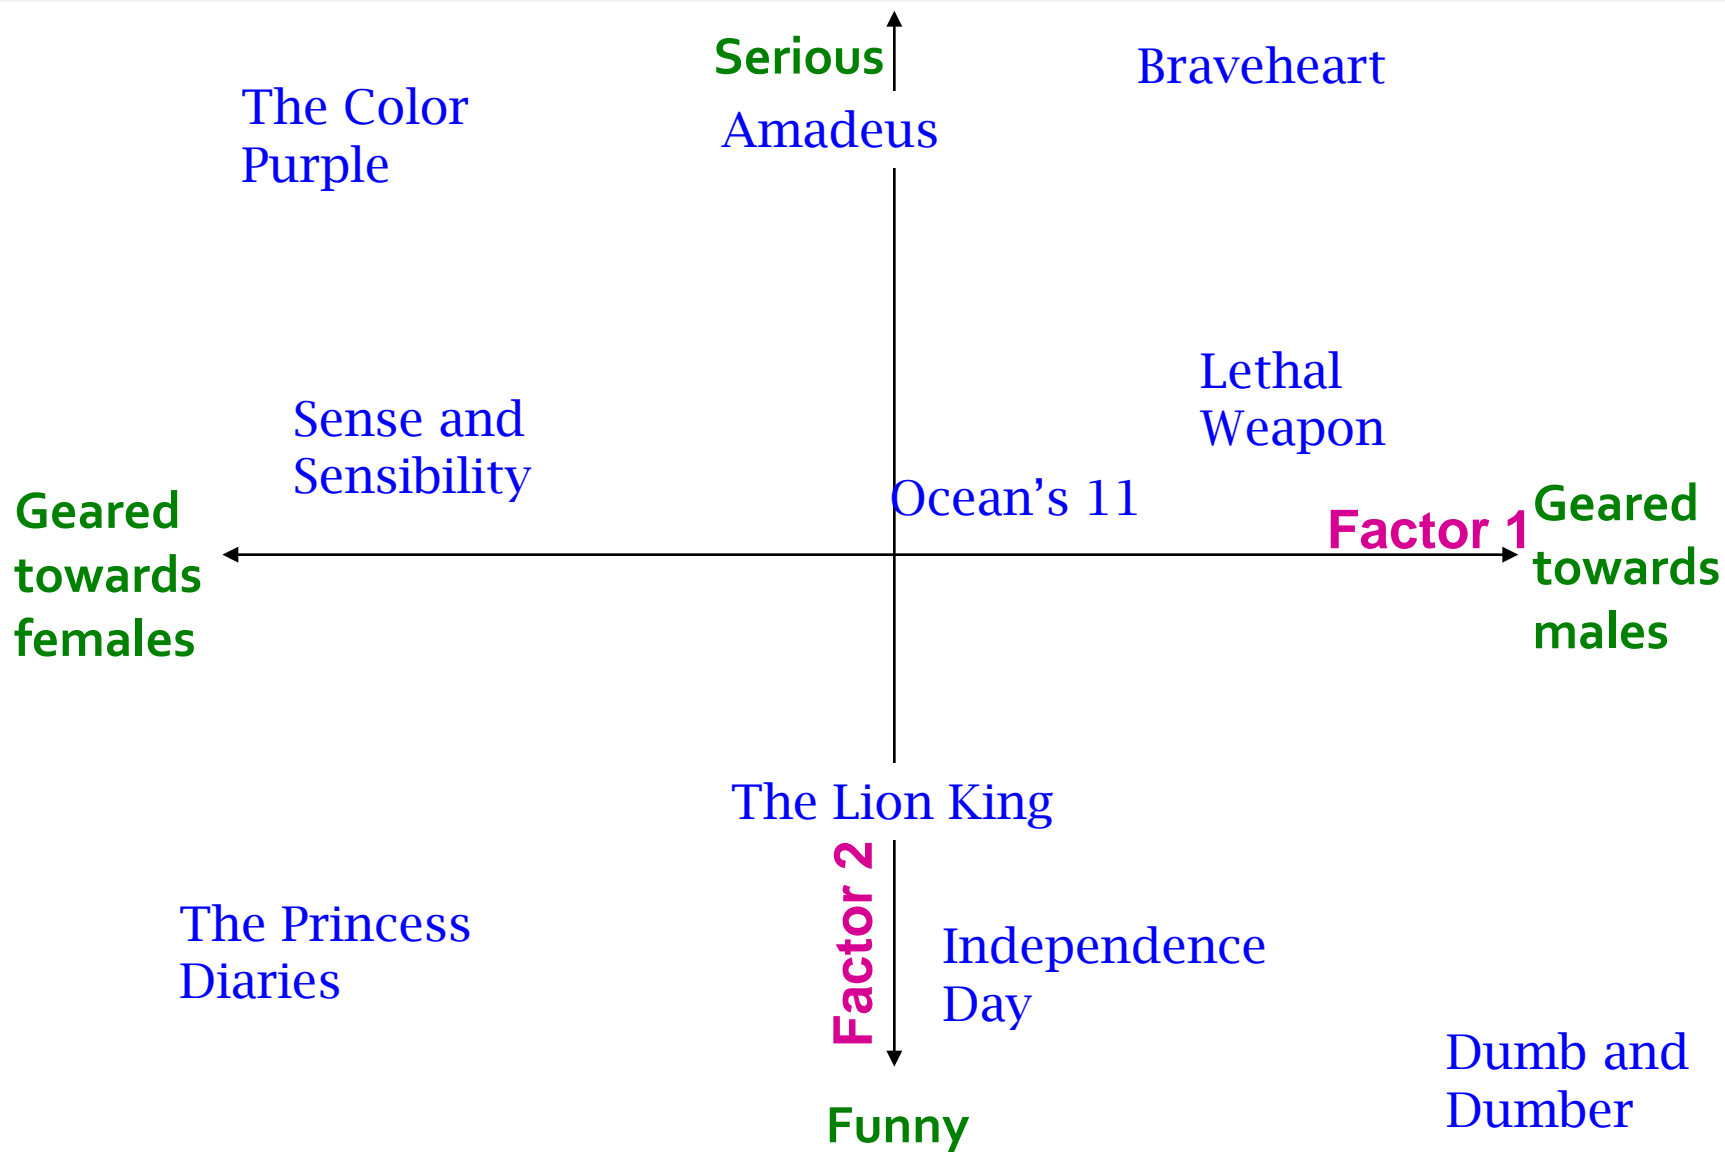 Serious
Braveheart
The Color
Purple
Amadeus
Lethal
Weapon
Sense and
Sensibility
Ocean’s 11
Geared
towards
females
Factor 1
Geared
towards
males
The Lion King
Factor 2
The Princess
Diaries
Independence
Day
Dumb and
Dumber
Funny